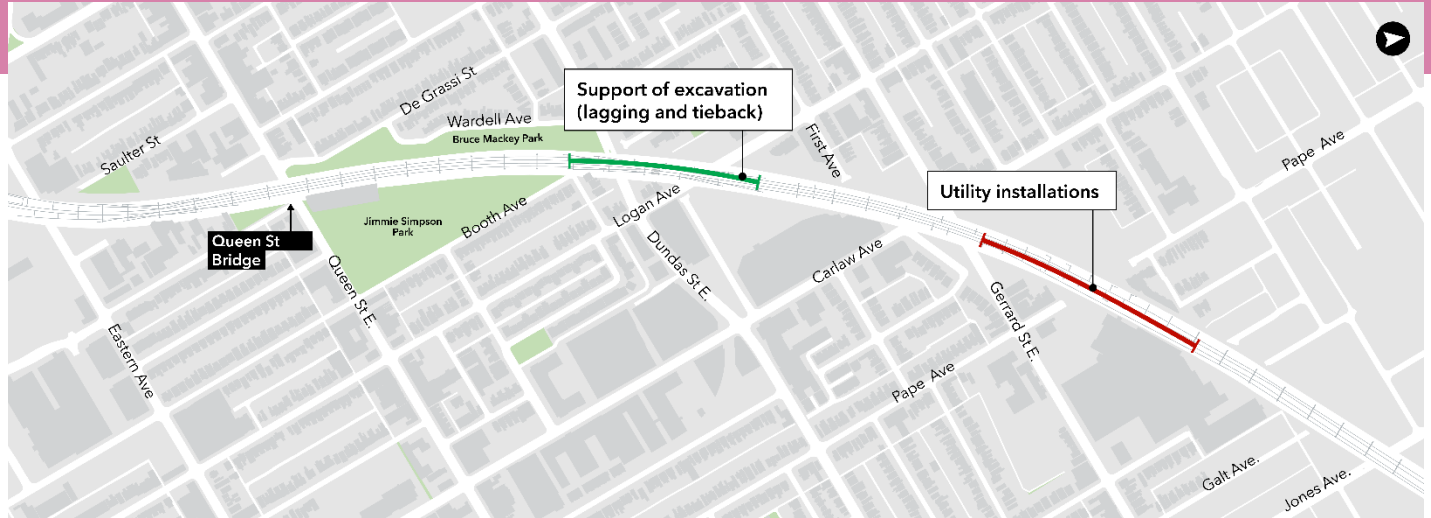 De Grassi St
Support of excavation
(lagging and tieback)
Wardell Ave
Bruce Mackey Park
Saulter St
First Ave
Pape Ave
Utility installations
Logan Ave
Jimmie Simpson
Park
Booth Ave
Queen St
Bridge
Queen St E.
Dundas St E.
Carlaw Ave
Gerrard St E.
Eastern Ave
Pape Ave
Galt Ave.
Jones Ave.